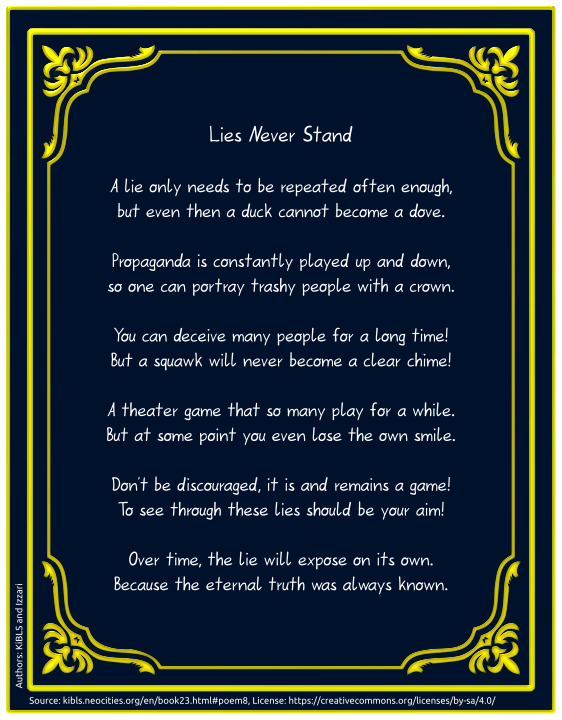 Lies Never Stand
A lie only needs to be repeated often enough,
but even then a duck cannot become a dove.
Propaganda is constantly played up and down,
so one can portray trashy people with a crown.
You can deceive many people for a long time!
But a squawk will never become a clear chime!
A theater game that so many play for a while.
But at some point you even lose the own smile.
Don't be discouraged, it is and remains a game!
To see through these lies should be your aim!
Over time, the lie will expose on its own.
Because the eternal truth was always known.
Authors: KiBLS and Izzari
Source: kibls.neocities.org/en/book23.html#poem8, License: https://creativecommons.org/licenses/by-sa/4.0/